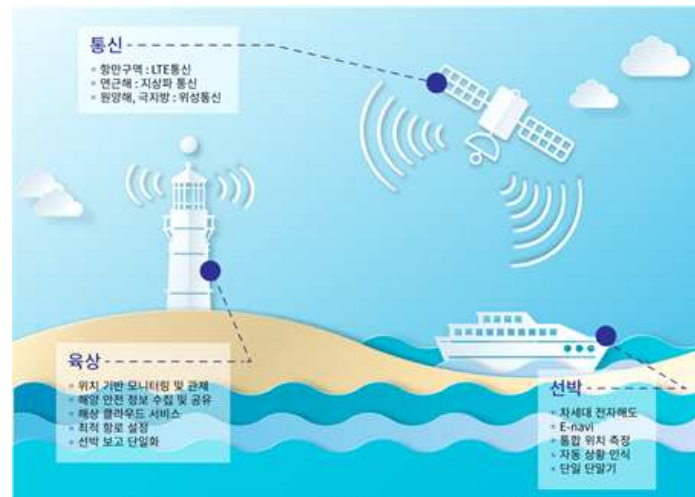 통신
• 항만구역 : LTE통신
• 연근해 : 지상파 통신
• 원양해, 극지방 : 위성통신
육상
• 위치 기반 모니터링 및 관제
• 해양 안전 정보 수집 및 공유
• 해상 클라우드 서비스
• 최적 항로 설정
• 선박 보고 단일화
선박
• 차세대 전자해도
• E-navi
• 통합 위치 측정
• 자동 상황 인식
• 단일 단말기